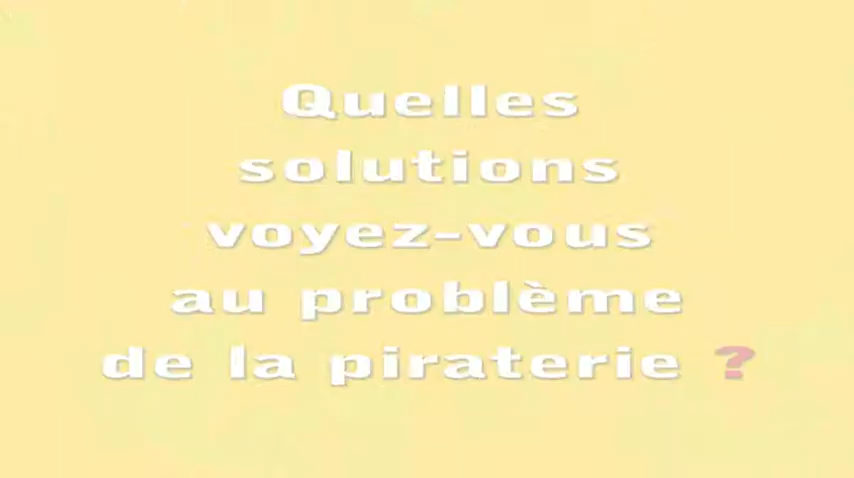 Quelles
solutions
voyez-vous
au problème
de la piraterie ?